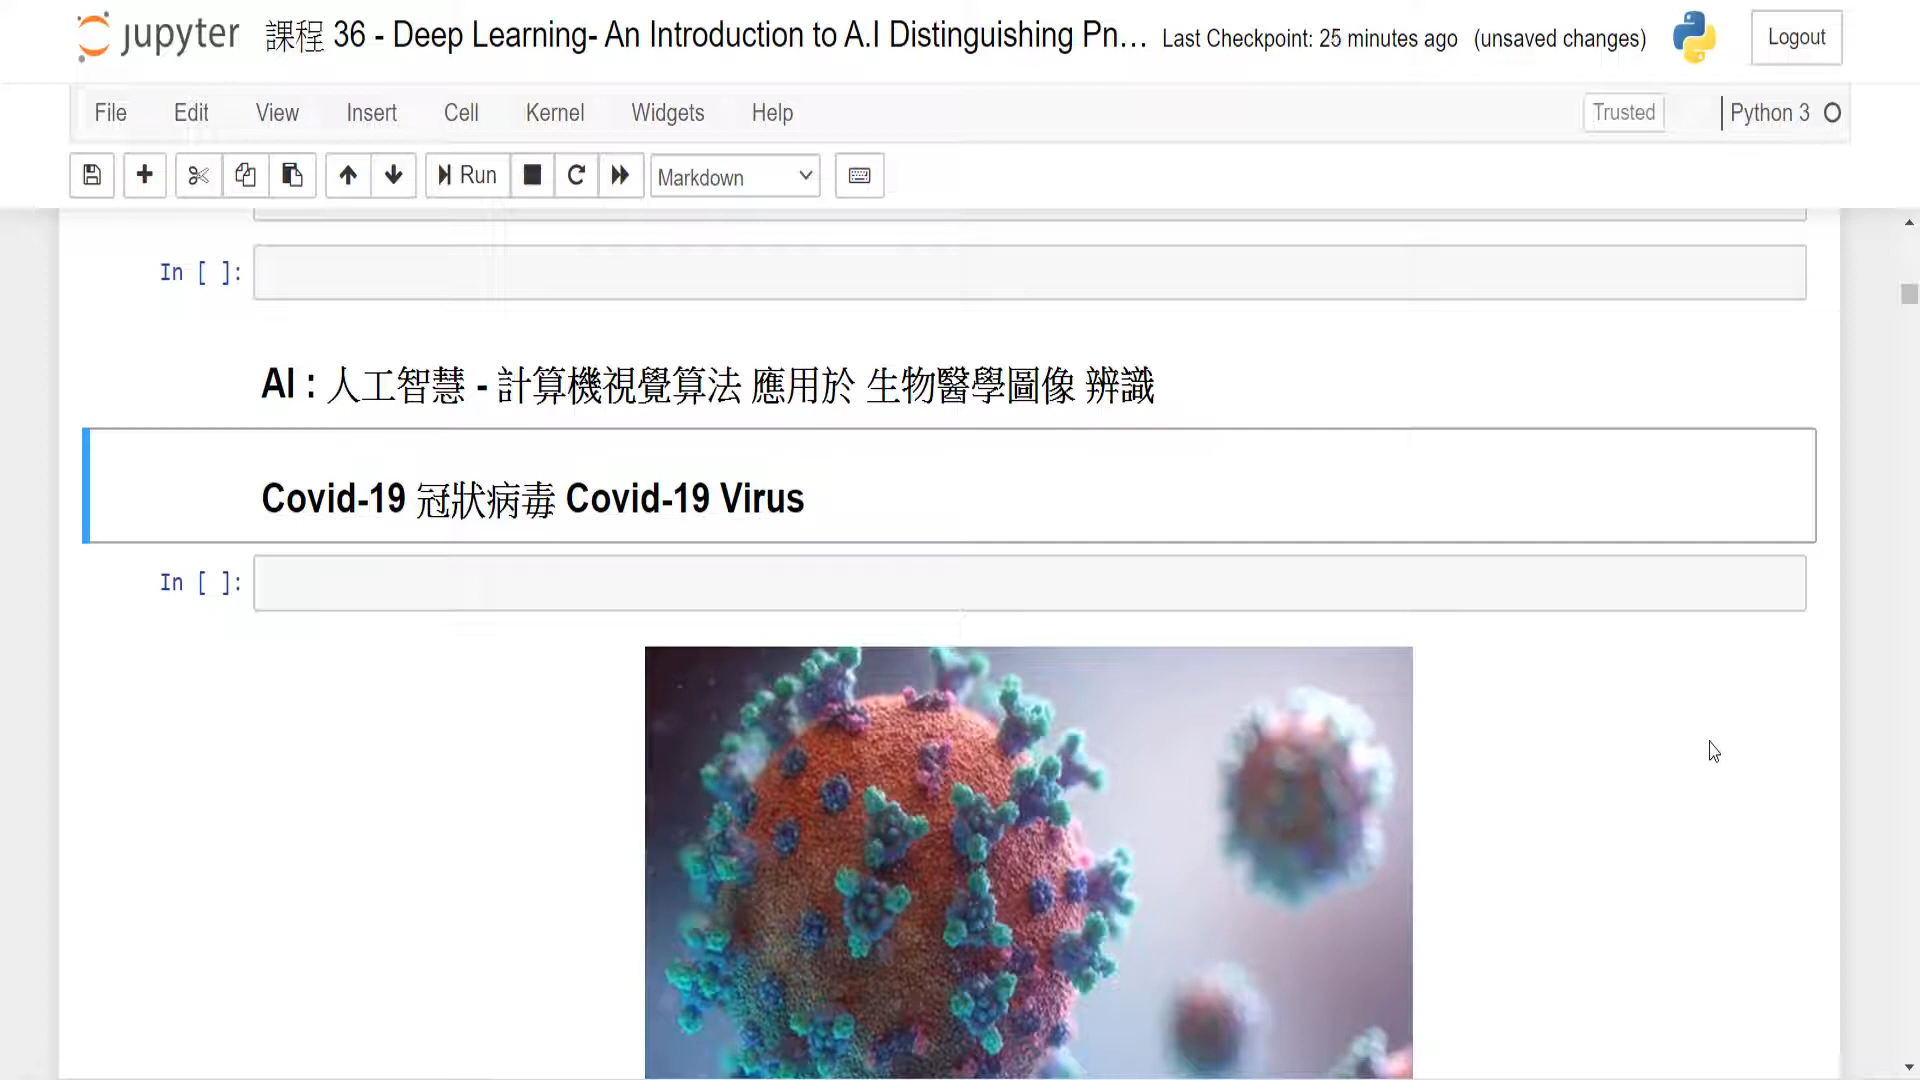 jupyter 課程 36 - Deep Learning- An Introduction to A.I Distinguishing Pn… Last Checkpoint: 25 minutes ago (unsaved changes) Logout
File Edit View Insert Cell Kernel Widgets Help Trusted Python 3
Run Markdown
In [ ]:
AI : 人工智慧 - 計算機視覺算法 應用於 生物醫學圖像 辨識
Covid-19 冠狀病毒 Covid-19 Virus
In [ ]: